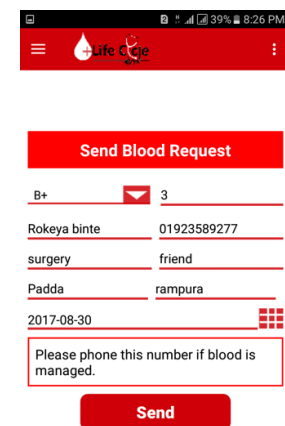 39% 8:26 PM
+Life Cycle
Send Blood Request
B+ 3
Rokeya binte 01923589277
surgery friend
Padda rampura
2017-08-30
Please phone this number if blood is
managed.
Send